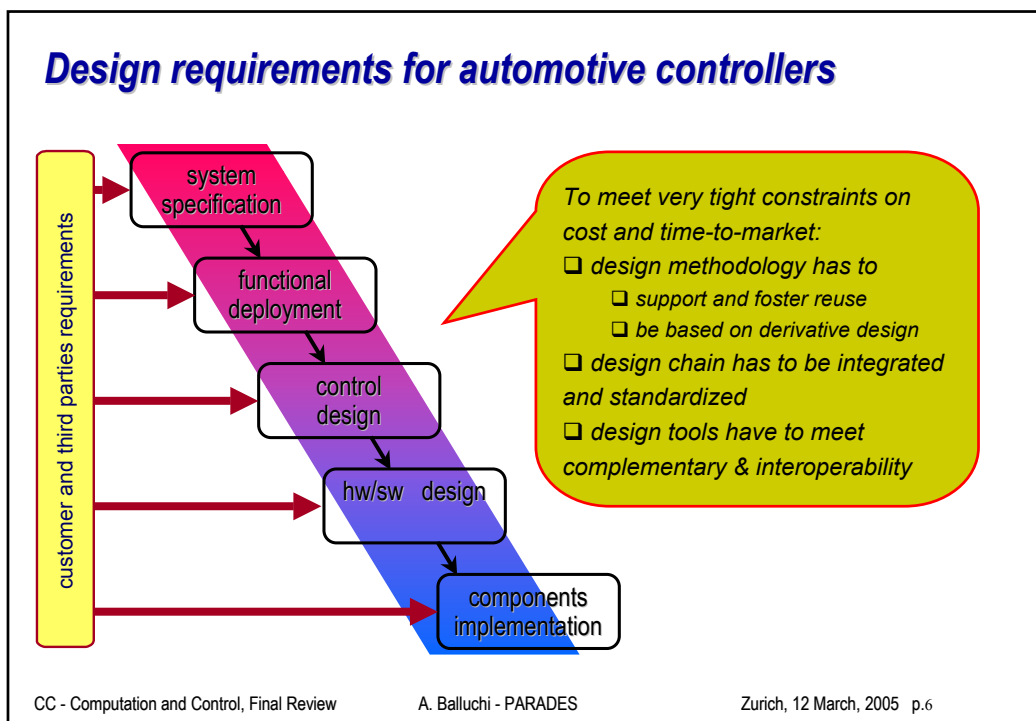 Design requirements for automotive controllers
customer and third parties requirements
system
specification
functional
deployment
control
design
hw/sw design
components
implementation
To meet very tight constraints on
cost and time-to-market:
❑ design methodology has to
❑ support and foster reuse
❑ be based on derivative design
❑ design chain has to be integrated
and standardized
❑ design tools have to meet
complementary & interoperability
CC - Computation and Control, Final Review A. Balluchi - PARADES Zurich, 12 March, 2005 p.6